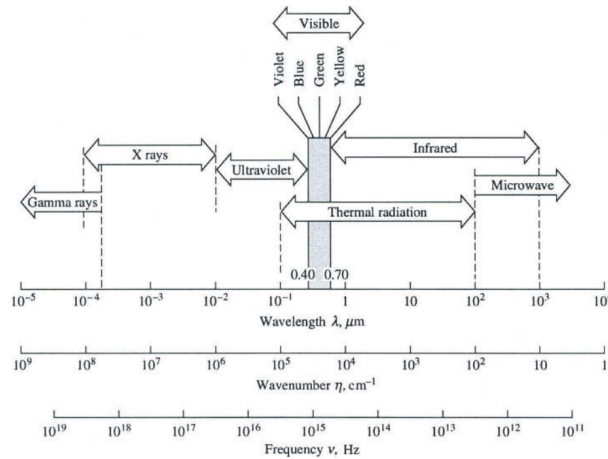 Visible
Violet
Blue
Green
Yellow
Red
X rays
Infrared
Ultraviolet
Microwave
Gamma rays
Thermal radiation
0.40 0.70
10⁻⁵ 10⁻⁴ 10⁻³ 10⁻² 10⁻¹ 1 10 10² 10³ 10
Wavelength λ, μm
10⁹ 10⁸ 10⁷ 10⁶ 10⁵ 10⁴ 10³ 10² 10 1
Wavenumber η, cm⁻¹
10¹⁹ 10¹⁸ 10¹⁷ 10¹⁶ 10¹⁵ 10¹⁴ 10¹³ 10¹² 10¹¹
Frequency ν, Hz